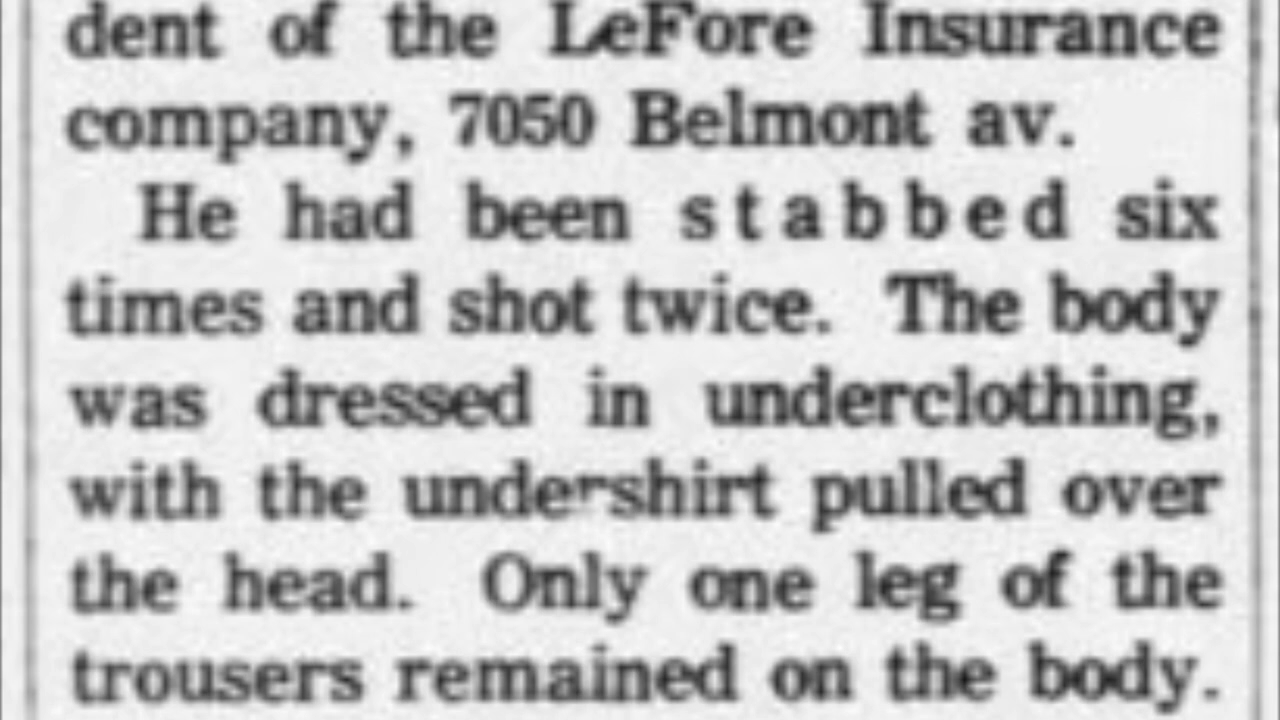 dent of the LeFore Insurance
company, 7050 Belmont av.
He had been stabbed six
times and shot twice. The body
was dressed in underclothing,
with the undershirt pulled over
the head. Only one leg of the
trousers remained on the body.